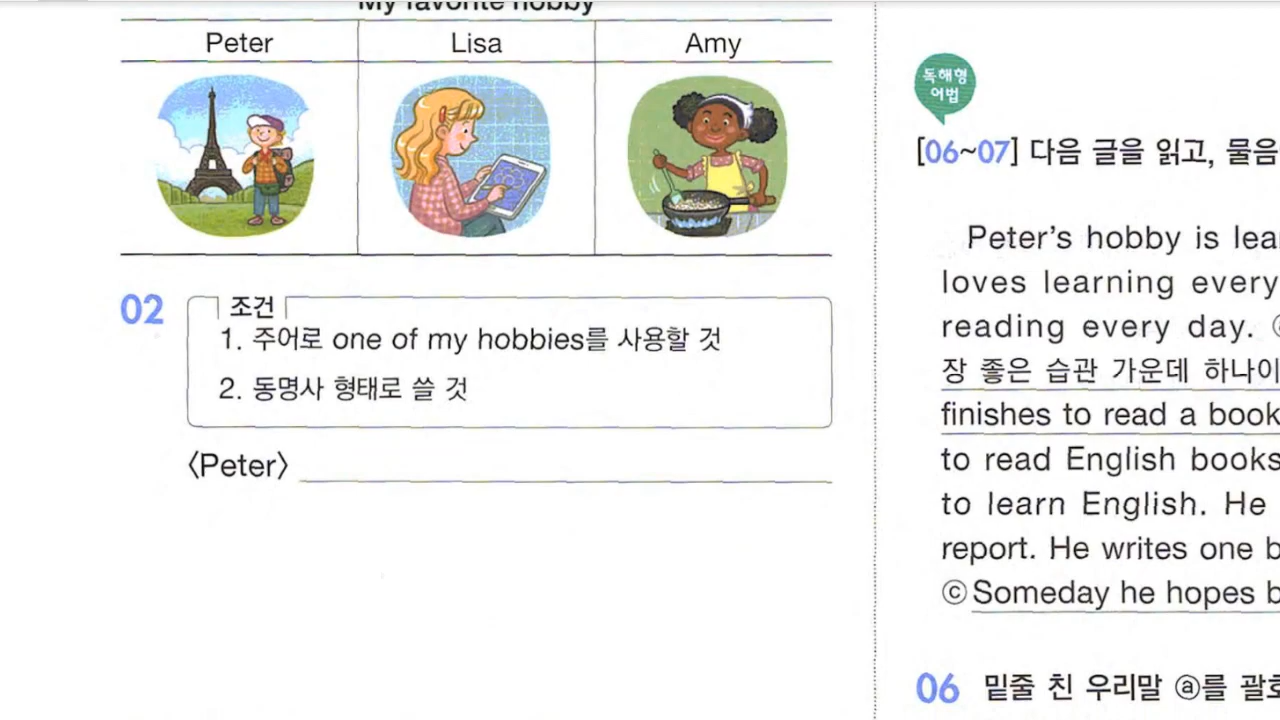 My favorite hobby
Peter
Lisa
Amy
02
조건
1. 주어로 one of my hobbies를 사용할 것
2. 동명사 형태로 쓸 것
〈Peter〉
독해형
어법
[06~07] 다음 글을 읽고, 물음
Peter's hobby is lea
loves learning every
reading every day.
장 좋은 습관 가운데 하나이
finishes to read a book
to read English books
to learn English. He
report. He writes one b
ⓒ Someday he hopes b
06 밑줄 친 우리말 ⓐ를 괄호